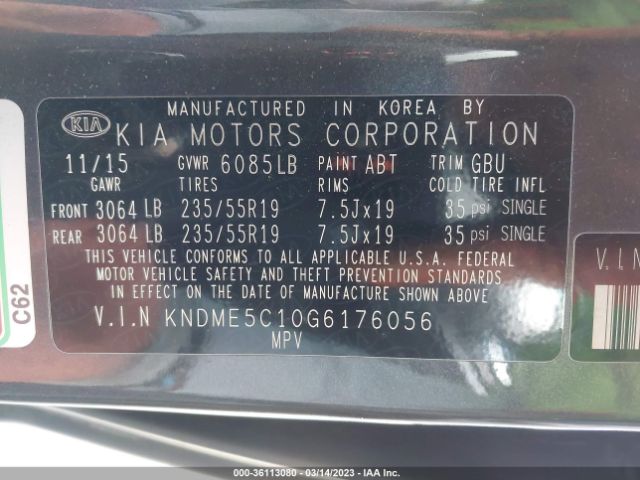 MANUFACTURED IN KOREA BY
KIA KIA MOTORS CORPORATION
11/15 GVWR 6085LB PAINT ABT TRIM GBU
GAWR TIRES RIMS COLD TIRE INFL
FRONT 3064 LB 235/55R19 7.5Jx19 35 psi SINGLE
REAR 3064 LB 235/55R19 7.5Jx19 35 psi SINGLE
THIS VEHICLE CONFORMS TO ALL APPLICABLE U.S.A. FEDERAL
MOTOR VEHICLE SAFETY AND THEFT PREVENTION STANDARDS
IN EFFECT ON THE DATE OF MANUFACTURE SHOWN ABOVE
V.I.N KNDME5C10G6176056
MPV
C62
V.I.N
000-36113080 - 03/14/2023 - IAAI.COM